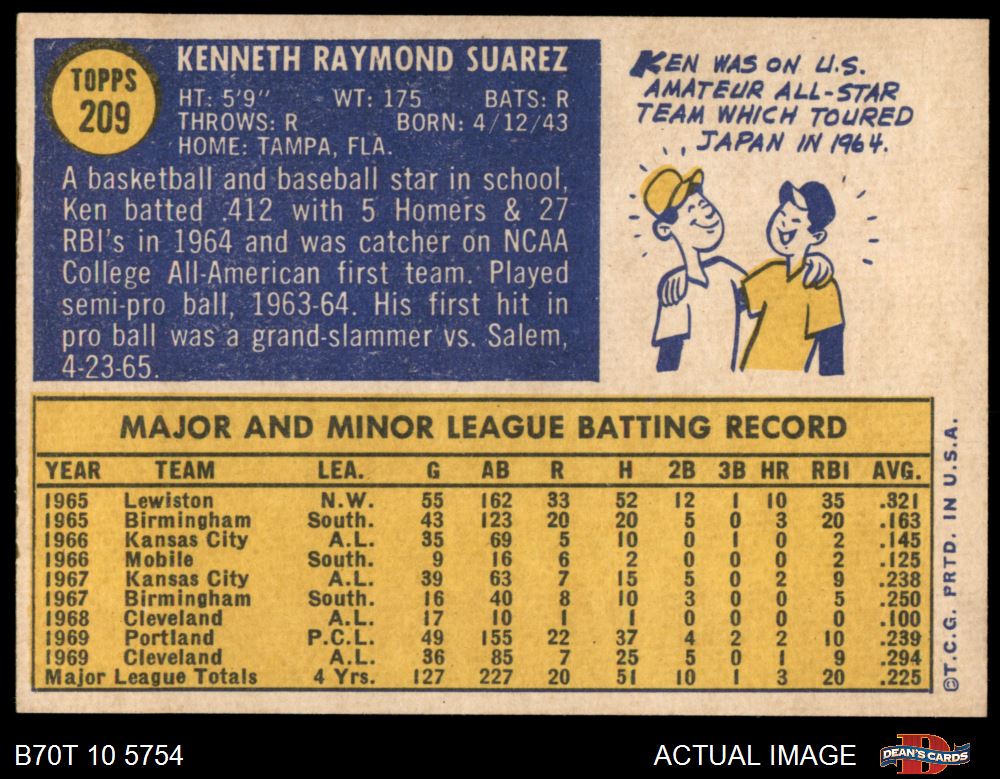 TOPPS
209
KENNETH RAYMOND SUAREZ
HT: 5'9" WT: 175 BATS: R
THROWS: R BORN: 4/12/43
HOME: TAMPA, FLA.
A basketball and baseball star in school,
Ken batted .412 with 5 Homers & 27
RBI's in 1964 and was catcher on NCAA
College All-American first team. Played
semi-pro ball, 1963-64. His first hit in
pro ball was a grand-slammer vs. Salem,
4-23-65.
KEN WAS ON U.S.
AMATEUR ALL-STAR
TEAM WHICH TOURED
JAPAN IN 1964.
MAJOR AND MINOR LEAGUE BATTING RECORD
YEAR TEAM LEA. G AB R H 2B 3B HR RBI AVG.
1965 Lewiston N.W. 55 162 33 52 12 1 10 35 .321
1965 Birmingham South. 43 123 20 20 5 0 3 20 .163
1966 Kansas City A.L. 35 69 5 10 0 1 0 2 .145
1966 Mobile South. 9 16 6 2 0 0 0 2 .125
1967 Kansas City A.L. 39 63 7 15 5 0 2 9 .238
1967 Birmingham South. 16 40 8 10 3 0 0 5 .250
1968 Cleveland A.L. 17 10 1 1 0 0 0 0 .100
1969 Portland P.C.L. 49 155 22 37 4 2 2 10 .239
1969 Cleveland A.L. 36 85 7 25 5 0 1 9 .294
Major League Totals 4 Yrs. 127 227 20 51 10 1 3 20 .225
©T.C.G. PRTD. IN U.S.A.
B70T 10 5754
ACTUAL IMAGE
DEAN'S CARDS